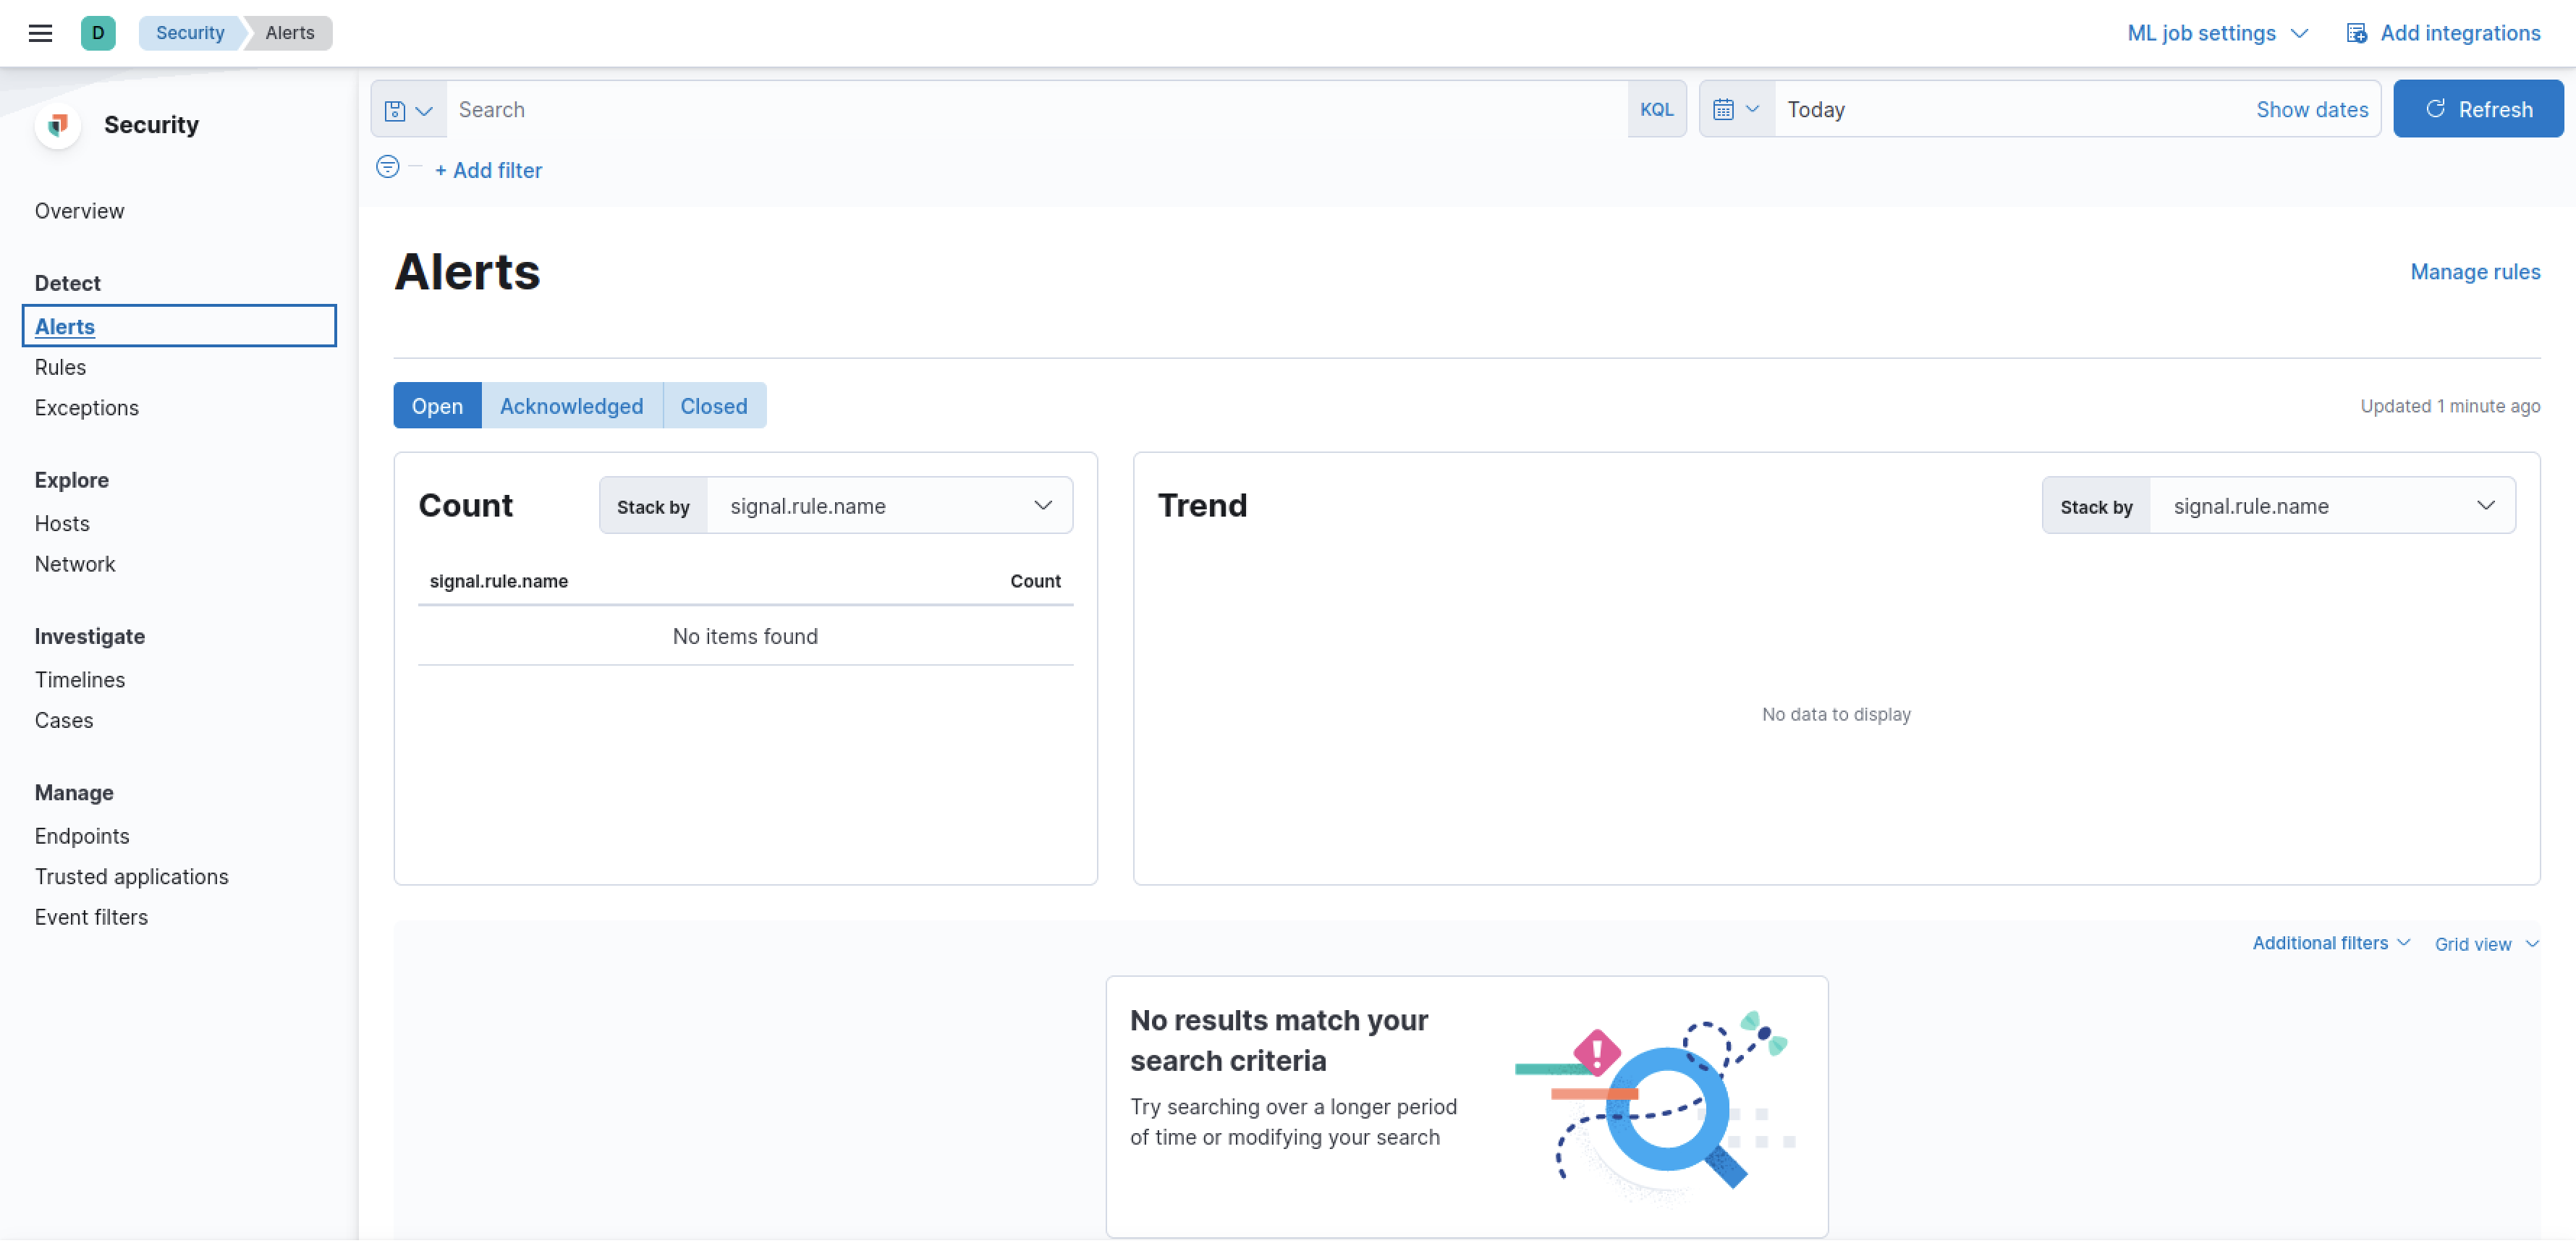 D
Security
Alerts
ML job settings
Add integrations
Security
Overview
Detect
Alerts
Rules
Exceptions
Explore
Hosts
Network
Investigate
Timelines
Cases
Manage
Endpoints
Trusted applications
Event filters
Search
KQL
Today
Show dates
Refresh
+ Add filter
Alerts
Manage rules
Open
Acknowledged
Closed
Updated 1 minute ago
Count
Stack by
signal.rule.name
signal.rule.name
Count
No items found
Trend
Stack by
signal.rule.name
No data to display
Additional filters
Grid view
No results match your
search criteria
Try searching over a longer period
of time or modifying your search